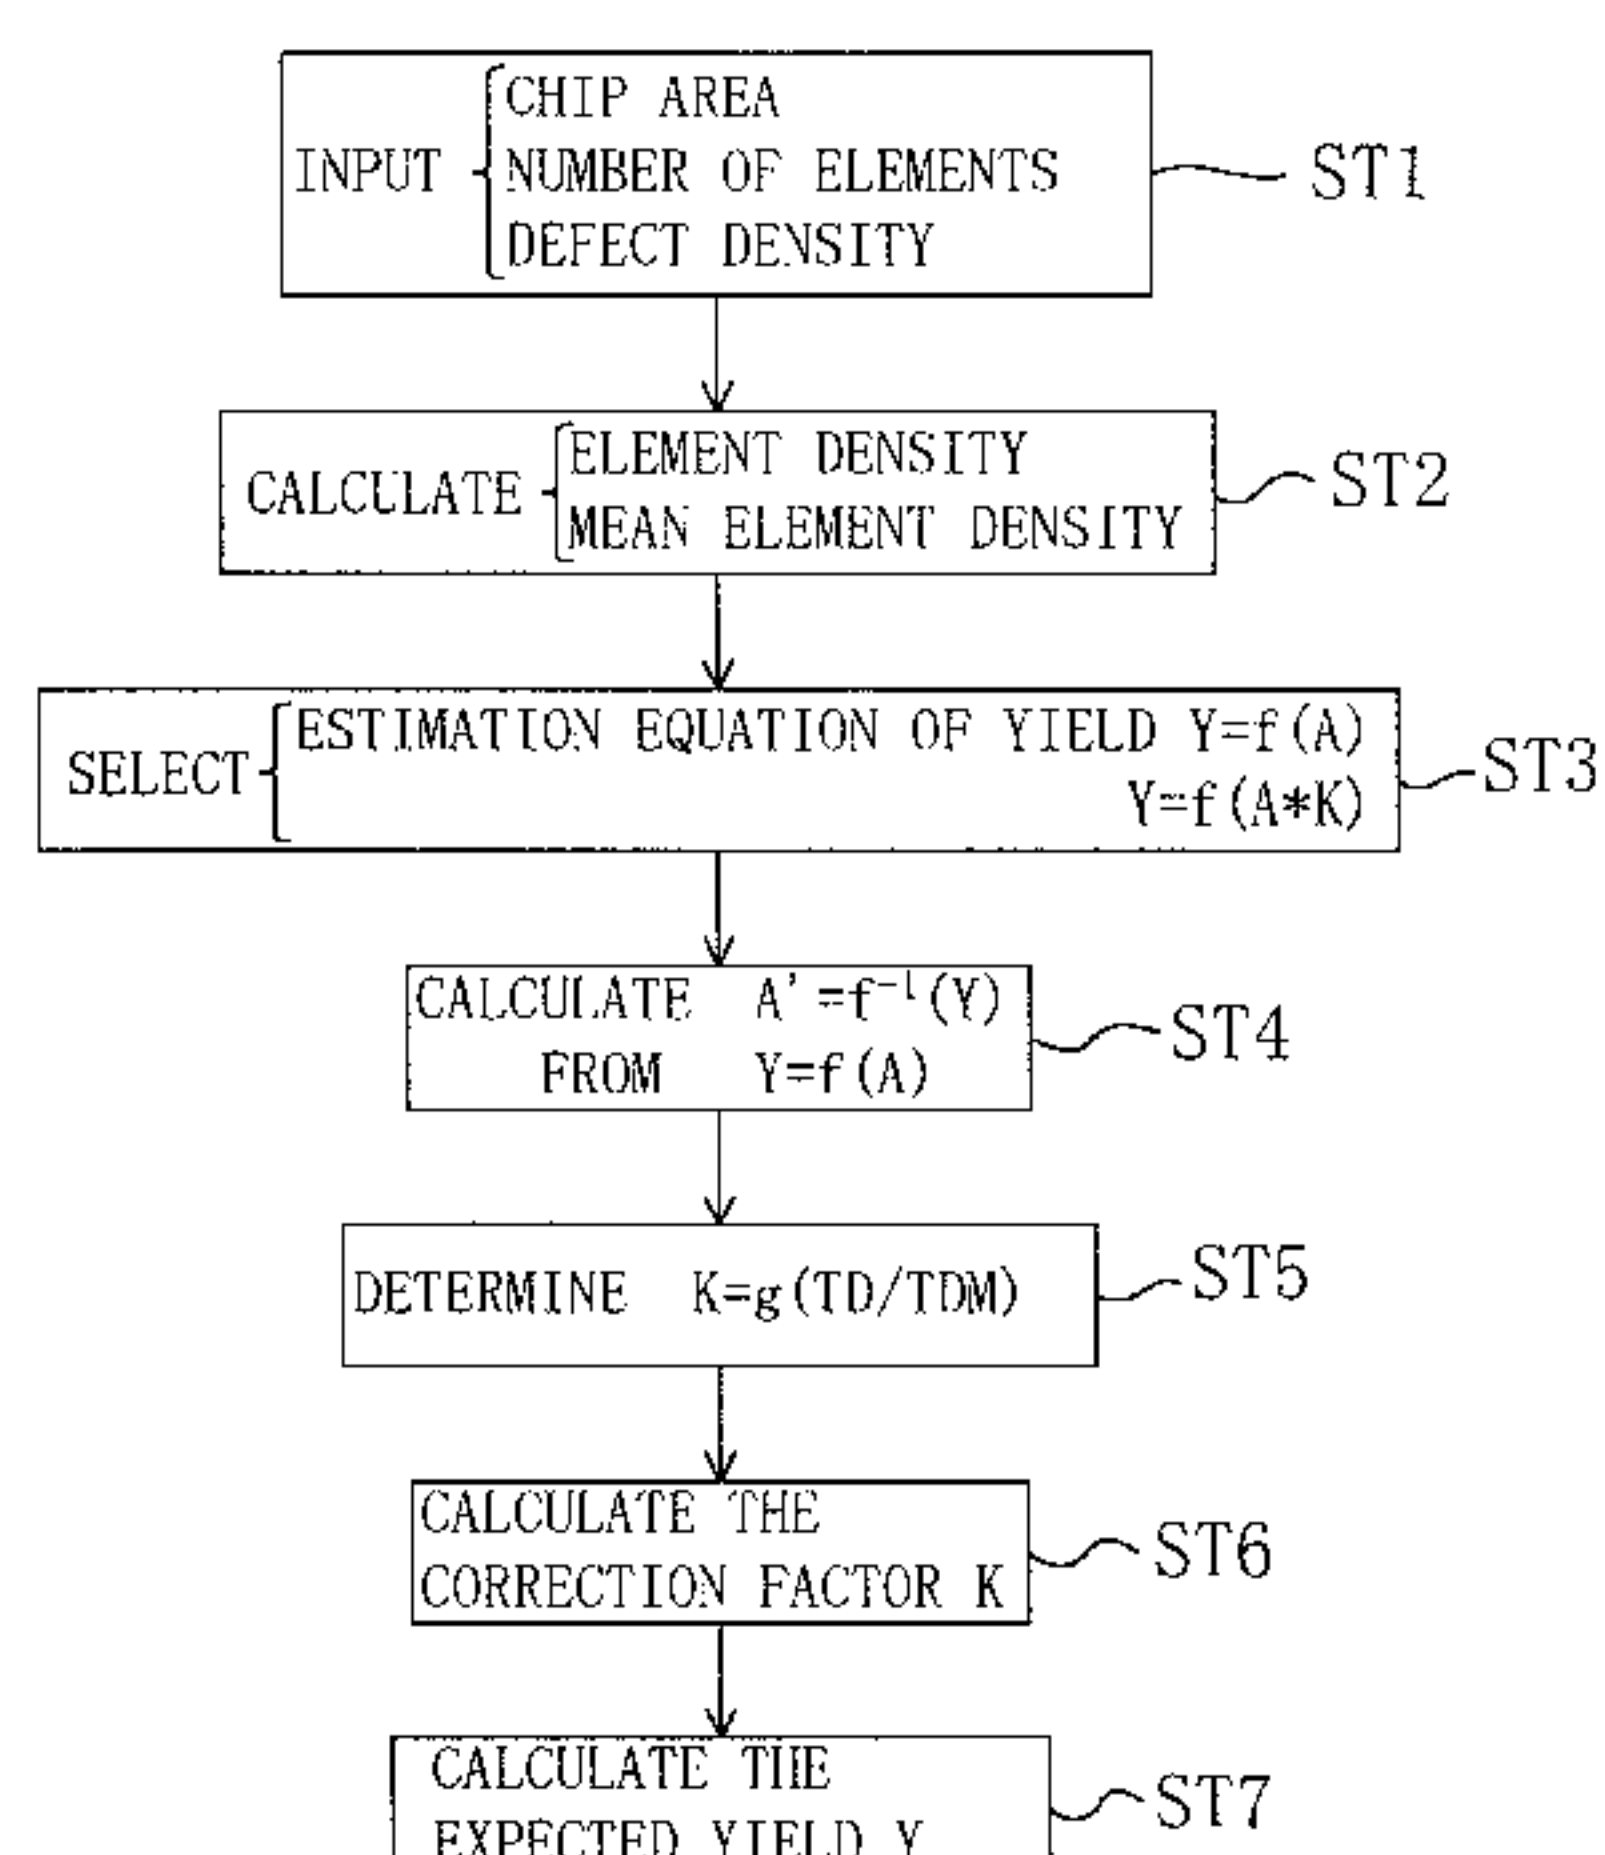 CHIP AREA
INPUT NUMBER OF ELEMENTS ST1
DEFECT DENSITY
ELEMENT DENSITY
CALCULATE ST2
MEAN ELEMENT DENSITY
ESTIMATION EQUATION OF YIELD Y=f(A)
SELECT ST3
Y=f(A*K)
CALCULATE A'=f⁻¹(Y)
ST4
FROM Y=f(A)
DETERMINE K=g(TD/TDM) ST5
CALCULATE THE
ST6
CORRECTION FACTOR K
CALCULATE THE
ST7
EXPECTED YIELD Y